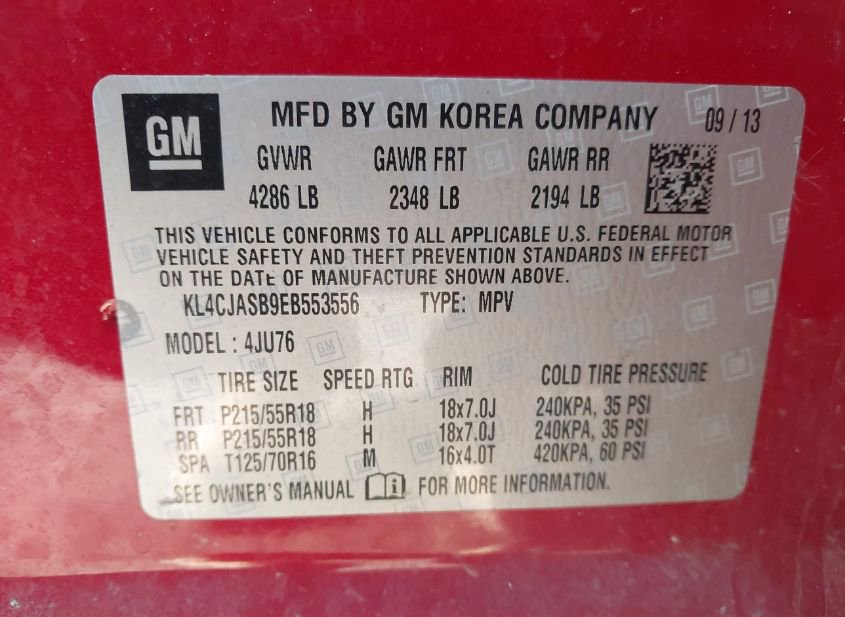 GM
MFD BY GM KOREA COMPANY 09 / 13
GVWR GAWR FRT GAWR RR
4286 LB 2348 LB 2194 LB
THIS VEHICLE CONFORMS TO ALL APPLICABLE U.S. FEDERAL MOTOR
VEHICLE SAFETY AND THEFT PREVENTION STANDARDS IN EFFECT
ON THE DATE OF MANUFACTURE SHOWN ABOVE.
KL4CJASB9EB553556 TYPE: MPV
MODEL : 4JU76
TIRE SIZE SPEED RTG RIM COLD TIRE PRESSURE
FRT P215/55R18 H 18x7.0J 240KPA, 35 PSI
RR P215/55R18 H 18x7.0J 240KPA, 35 PSI
SPA T125/70R16 M 16x4.0T 420KPA, 60 PSI
SEE OWNER'S MANUAL FOR MORE INFORMATION.